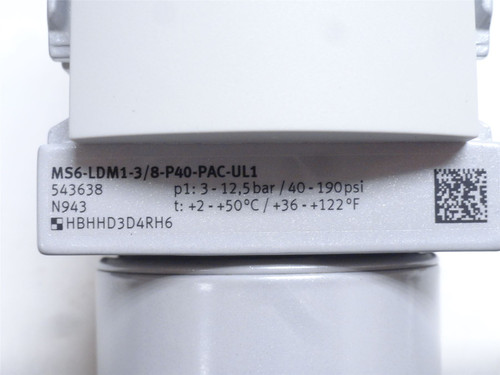 MS6-LDM1-3/8-P40-PAC-UL1
543638 p1: 3 - 12,5 bar / 40 - 190 psi
N943 t: +2 - +50°C / +36 - +122°F
HBHHD3D4RH6